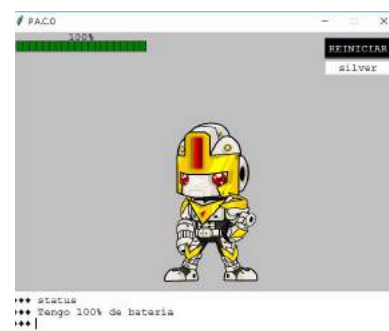 P.A.C.O
100%
REINICIAR
silver
status
Tengo 100% de bateria